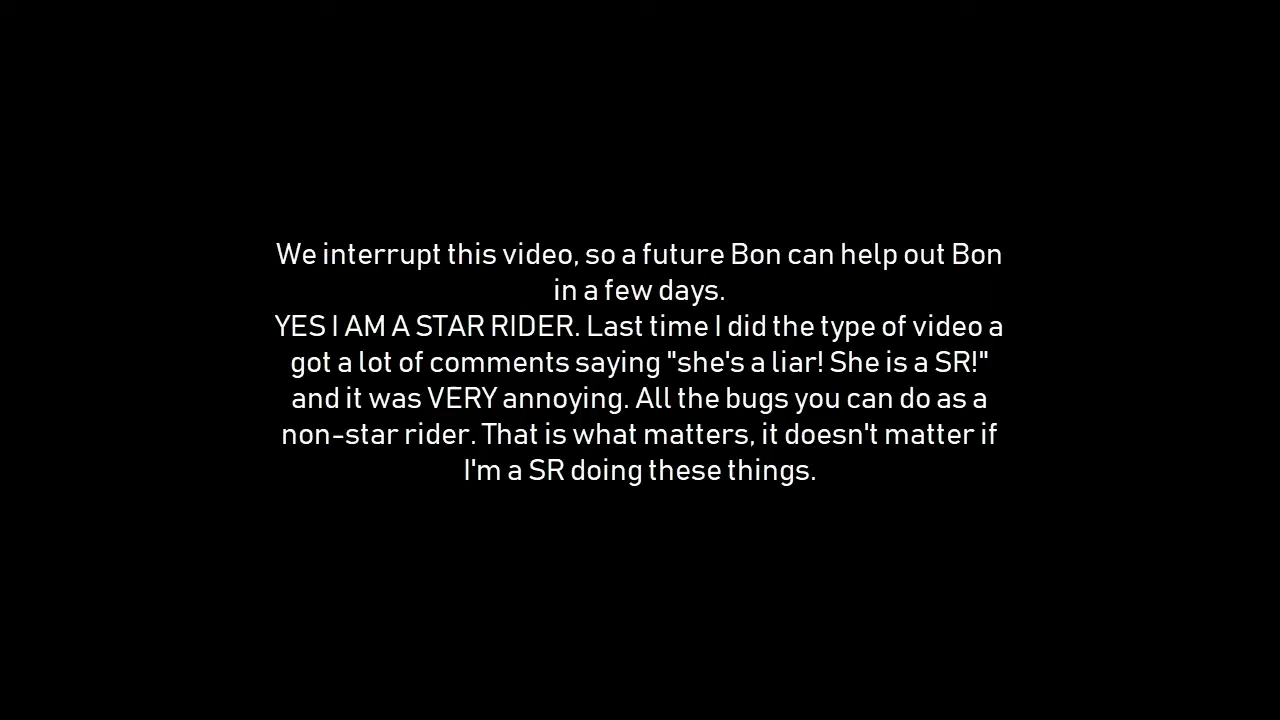 We interrupt this video, so a future Bon can help out Bon
in a few days.
YES I AM A STAR RIDER. Last time I did the type of video a
got a lot of comments saying "she's a liar! She is a SR!"
and it was VERY annoying. All the bugs you can do as a
non-star rider. That is what matters, it doesn't matter if
I'm a SR doing these things.